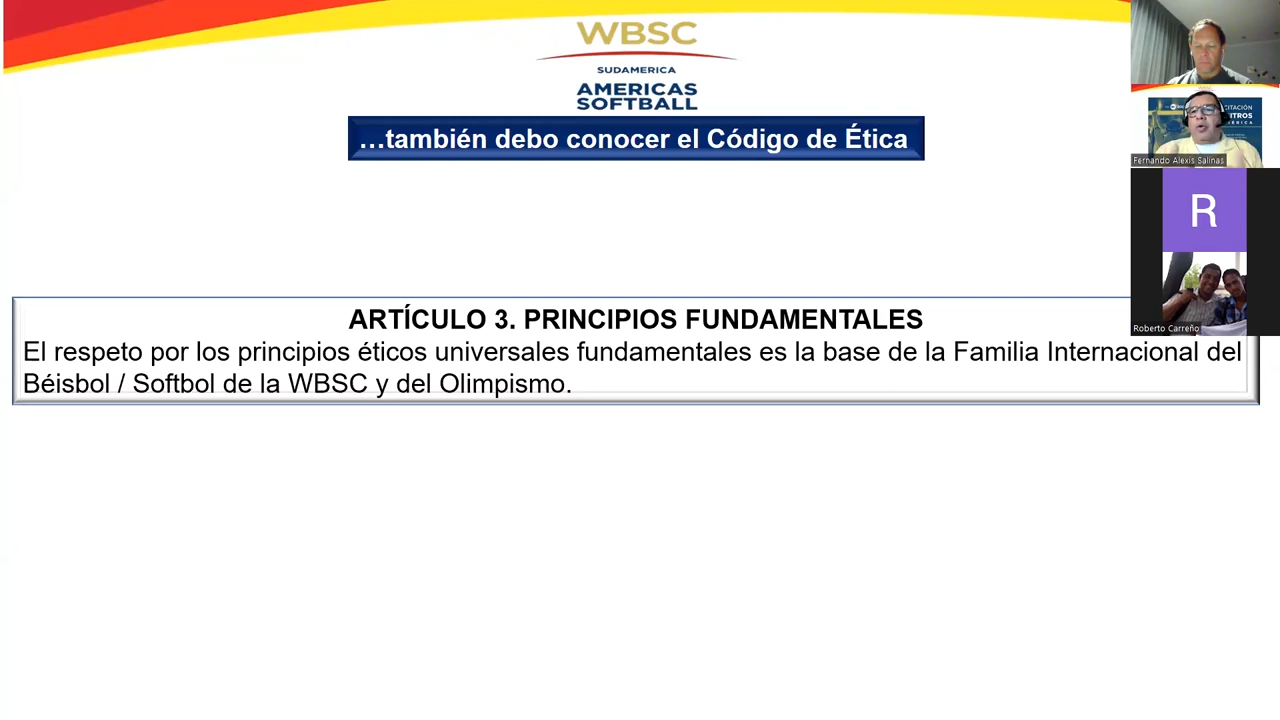 WBSC
SUDAMERICA
AMERICAS
SOFTBALL
…también debo conocer el Código de Ética
CITACIÓN
Fernando Alexis Salinas
R
Roberto Carreño
ARTÍCULO 3. PRINCIPIOS FUNDAMENTALES
El respeto por los principios éticos universales fundamentales es la base de la Familia Internacional del
Béisbol / Softbol de la WBSC y del Olimpismo.